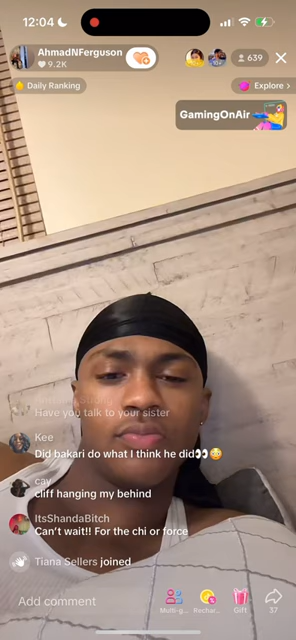 12:04
AhmadNFerguson
9.2K
10+
639
Daily Ranking
Explore >
GamingOnAir
Have you talk to your sister
Kee
Did bakari do what I think he did👀😳
cay
cliff hanging my behind
ItsShandaBitch
Can't wait!! For the chi or force
Tiana Sellers joined
Add comment
Multi-g...
Rechar...
Gift
37